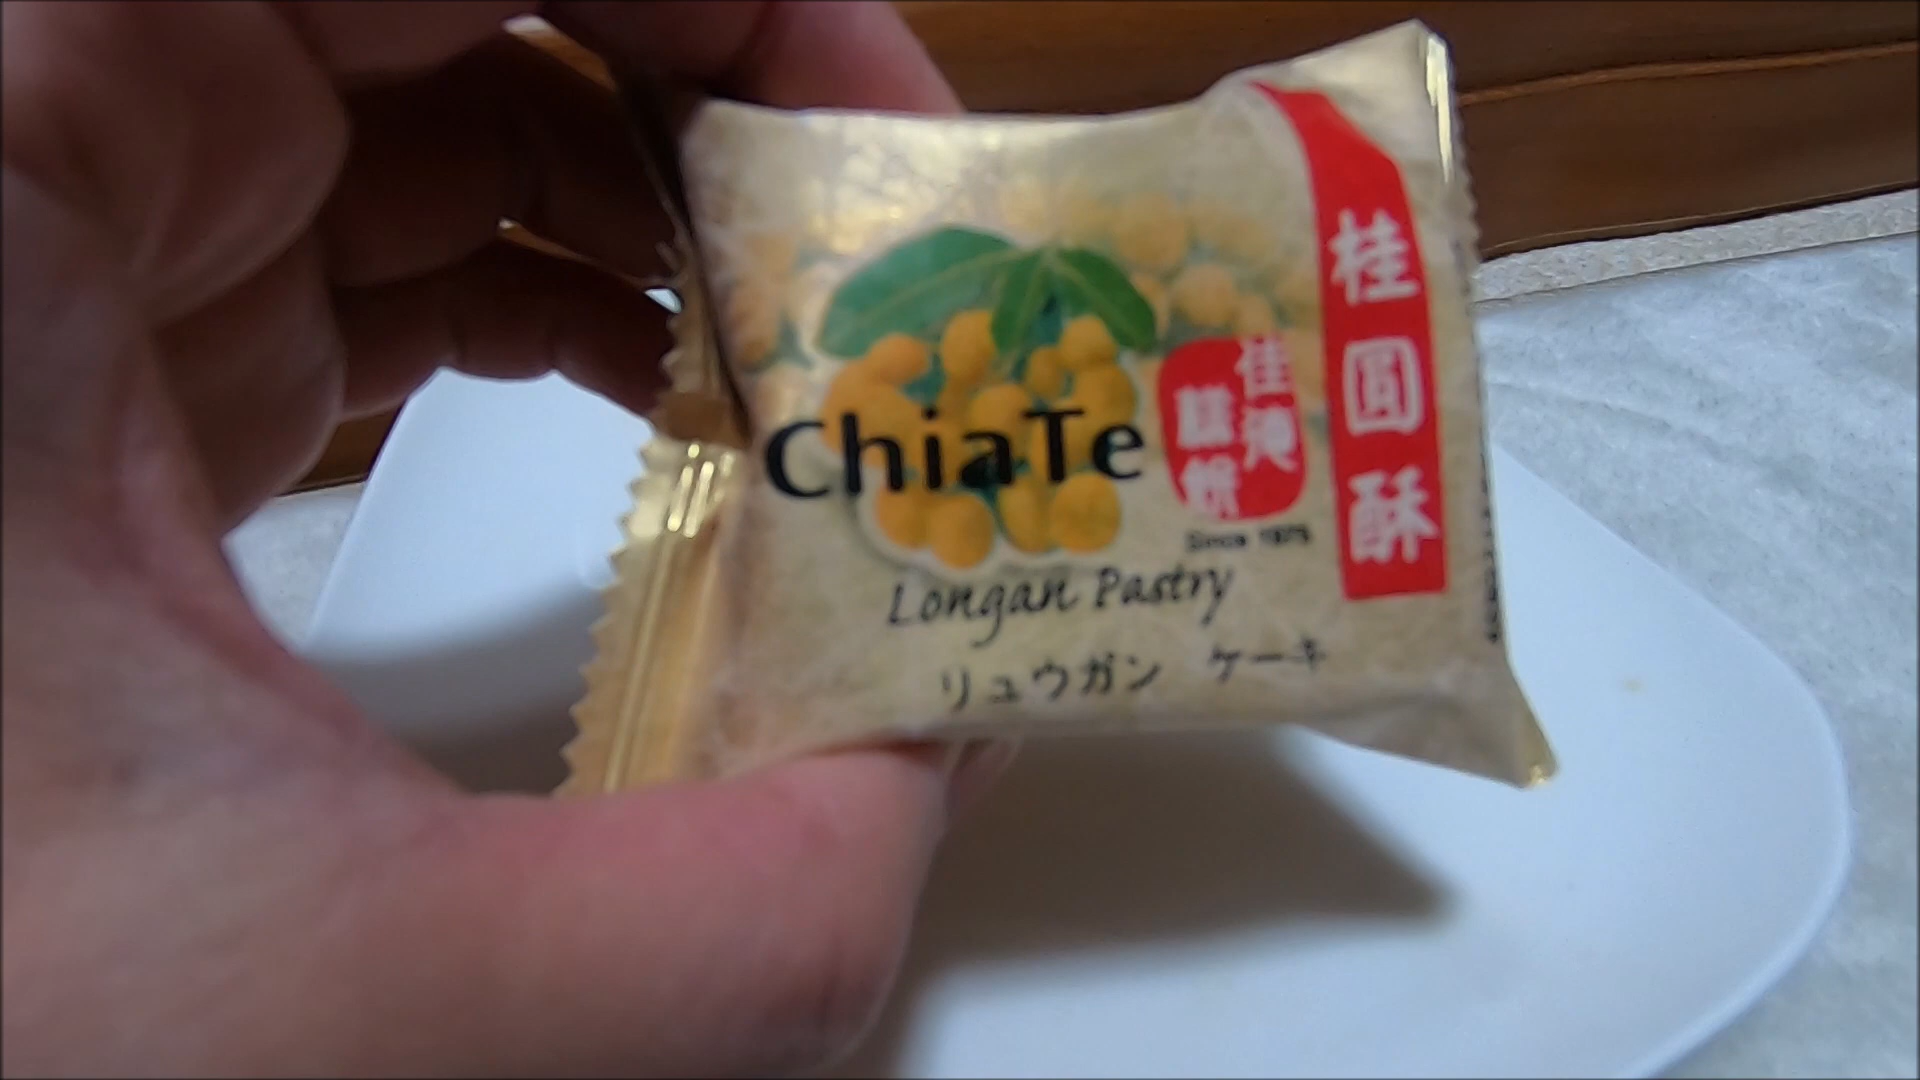 桂圓酥
佳德
糕餅
ChiaTe
Since 1975
Longan Pastry
リュウガン ケーキ